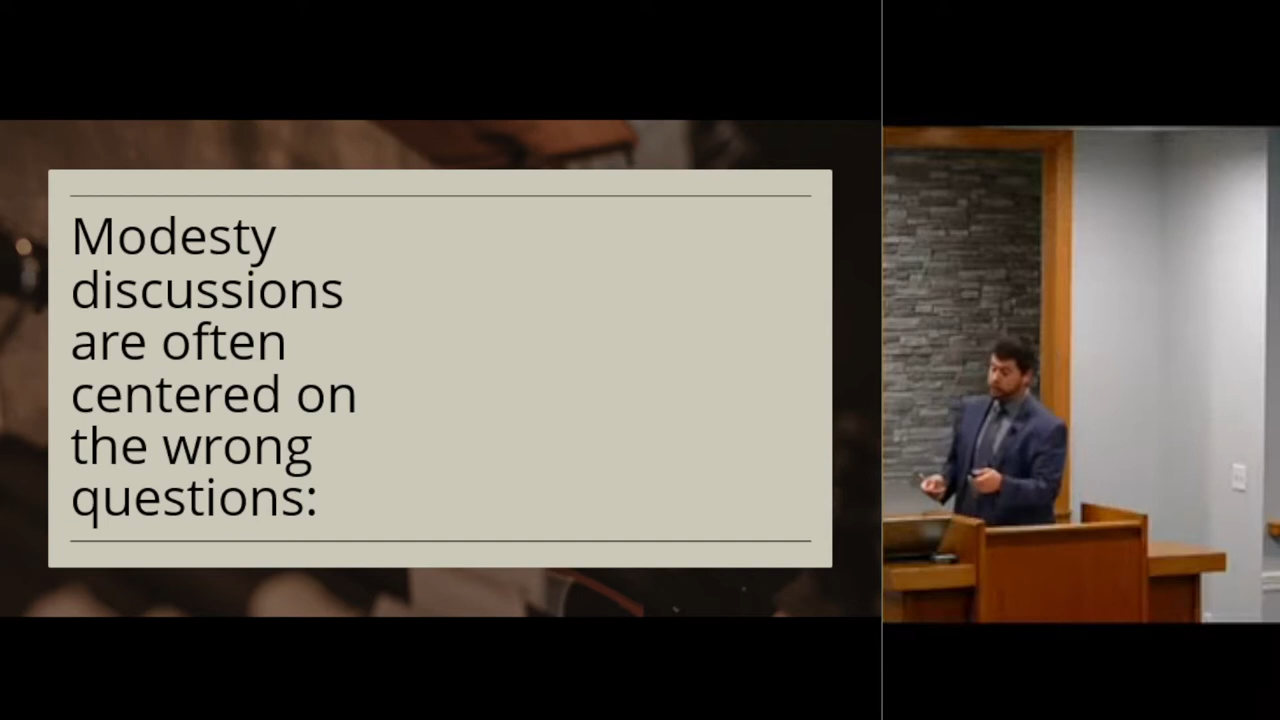 Modesty
discussions
are often
centered on
the wrong
questions: